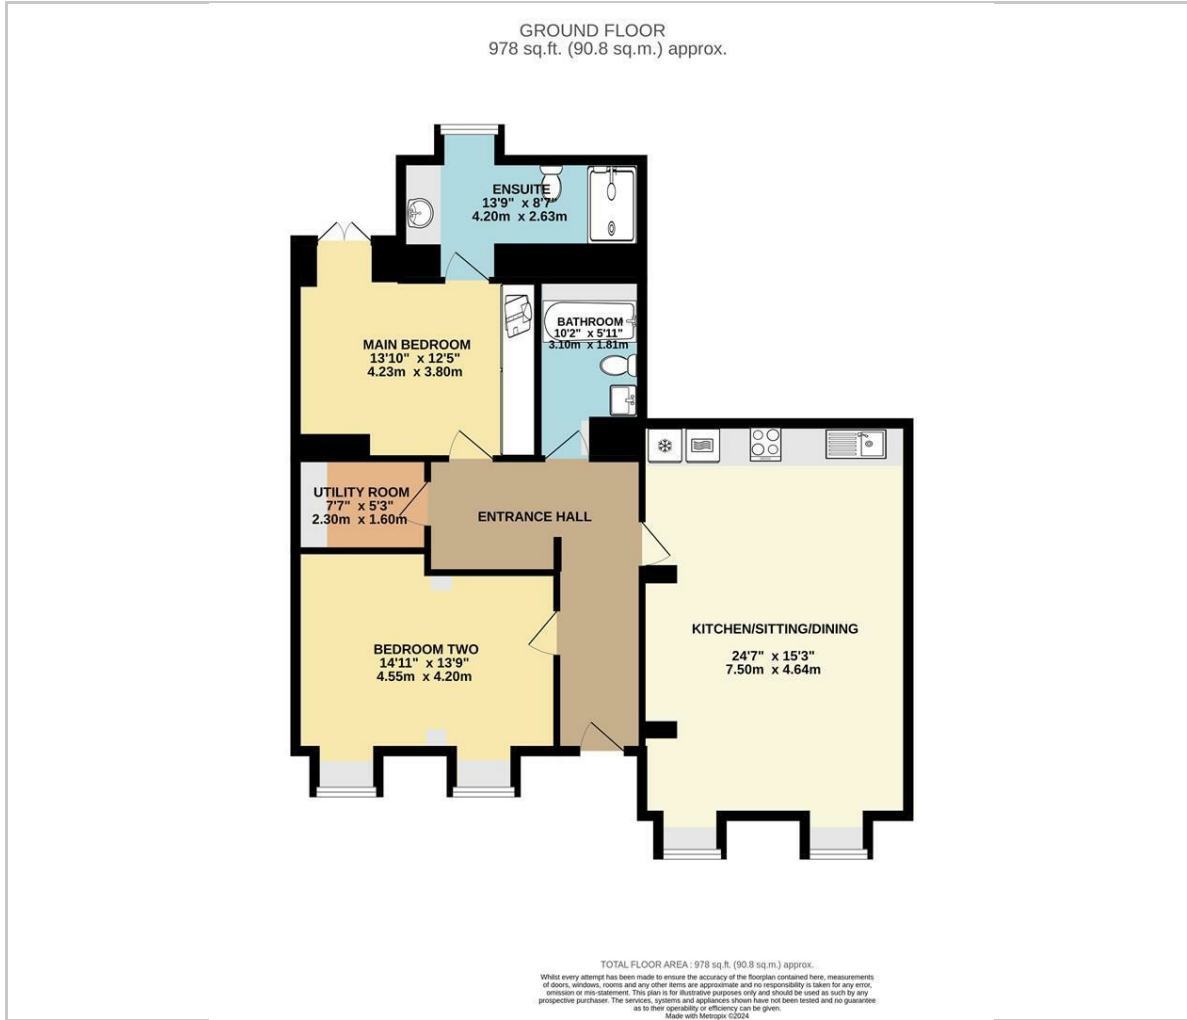 GROUND FLOOR
978 sq.ft. (90.8 sq.m.) approx.
ENSUITE
13'9" x 8'7"
4.20m x 2.63m
BATHROOM
10'2" x 5'11"
3.10m x 1.81m
MAIN BEDROOM
13'10" x 12'5"
4.23m x 3.80m
UTILITY ROOM
7'7" x 5'3"
2.30m x 1.60m
ENTRANCE HALL
KITCHEN/SITTING/DINING
24'7" x 15'3"
7.50m x 4.64m
BEDROOM TWO
14'11" x 13'9"
4.55m x 4.20m
TOTAL FLOOR AREA : 978 sq.ft. (90.8 sq.m.) approx.
Whilst every attempt has been made to ensure the accuracy of the floorplan contained here, measurements
of doors, windows, rooms and any other items are approximate and no responsibility is taken for any error,
omission or mis-statement. This plan is for illustrative purposes only and should be used as such by any
prospective purchaser. The services, systems and appliances shown have not been tested and no guarantee
as to their operability or efficiency can be given.
Made with Metropix ©2024